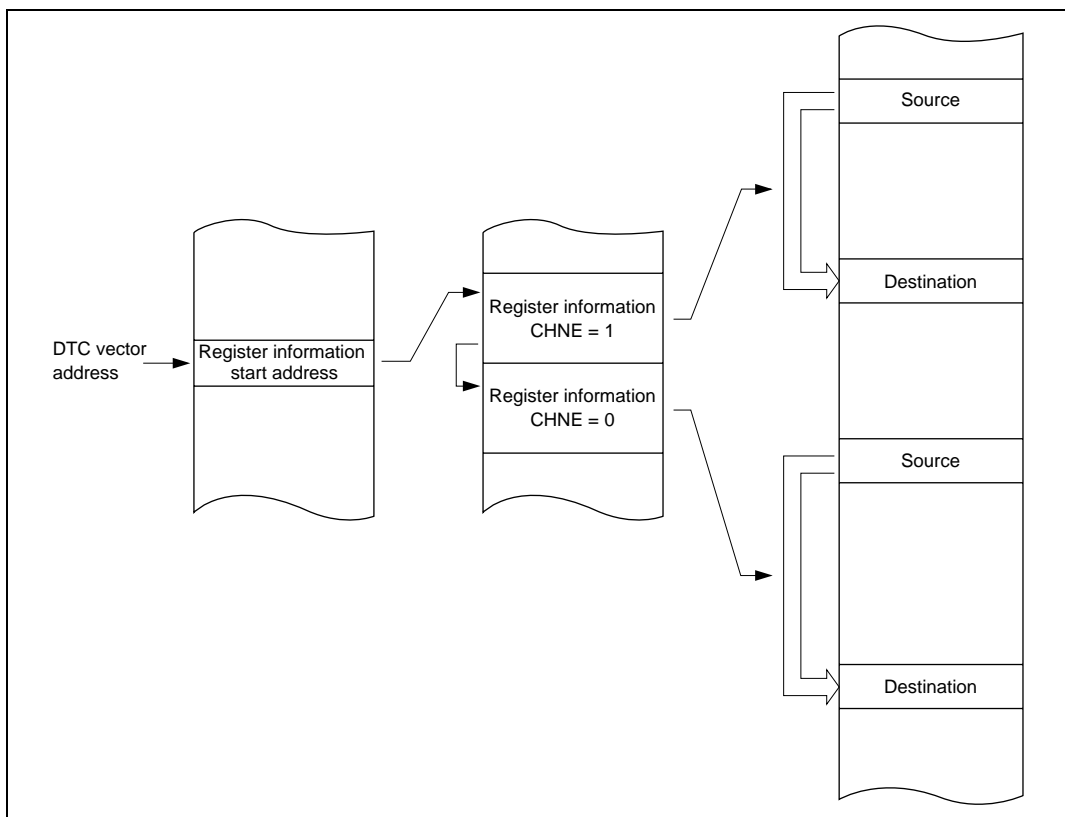 DTC vector
address
Register information
start address
Register information
CHNE = 1
Register information
CHNE = 0
Source
Destination
Source
Destination